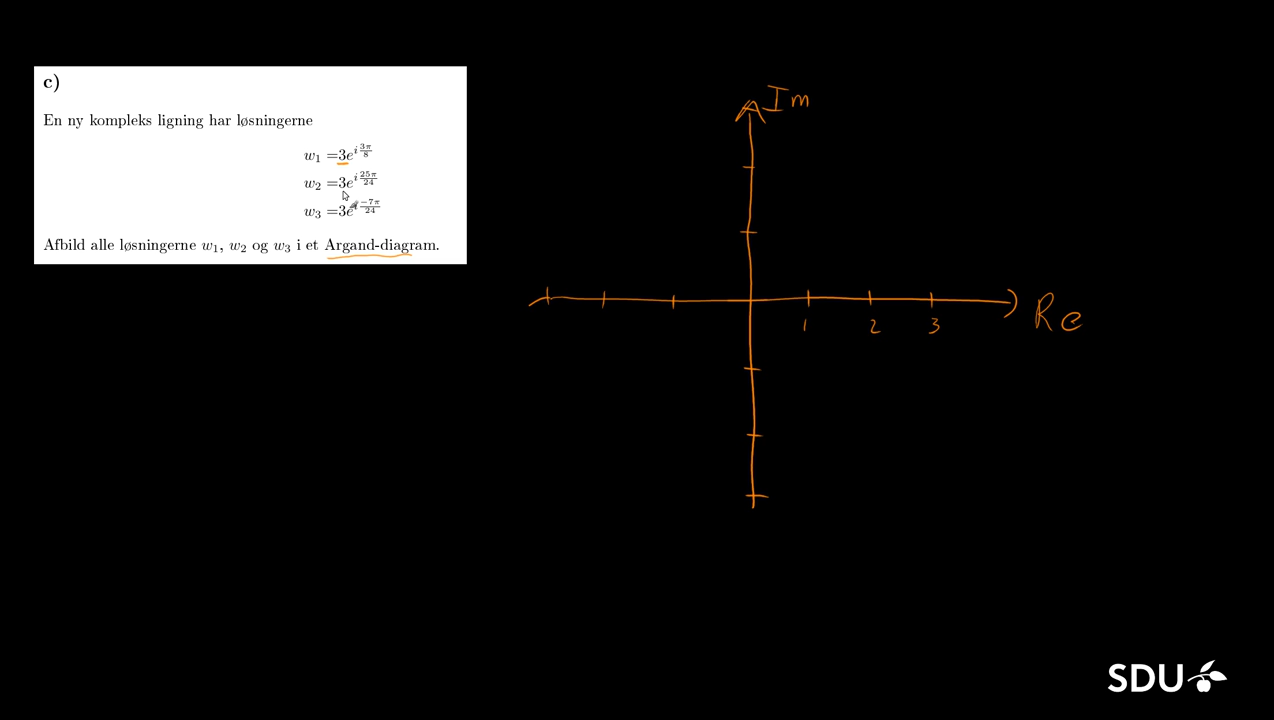 c)
En ny kompleks ligning har løsningerne
w₁ =3e^{i 3π/8}
w₂ =3e^{i 25π/24}
w₃ =3e^{i -7π/24}
Afbild alle løsningerne w₁, w₂ og w₃ i et Argand-diagram.
Im
Re
1 2 3
SDU